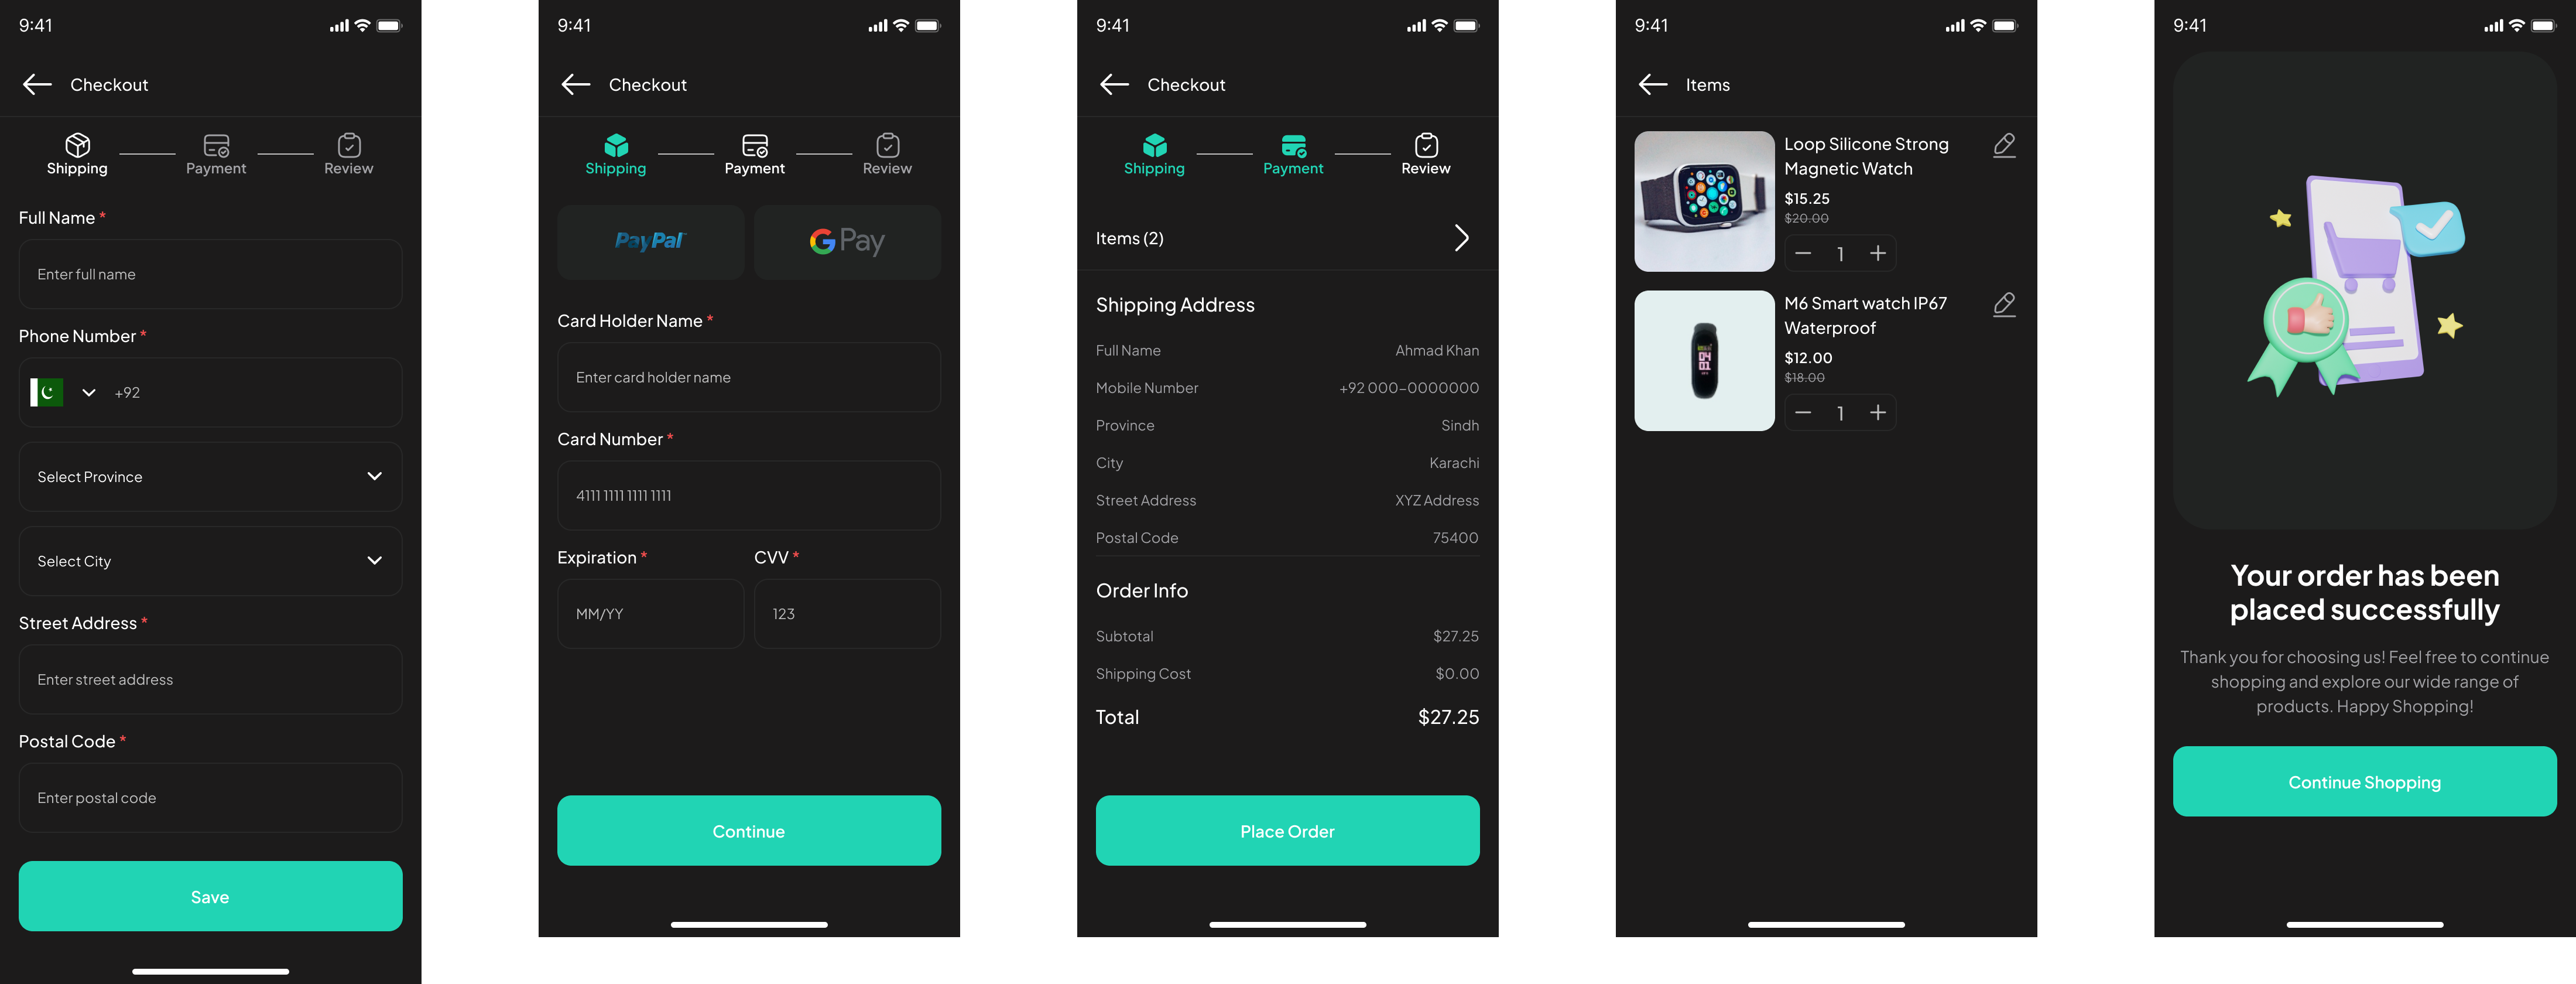 9:41
Checkout
Shipping
Payment
Review
Full Name *
Enter full name
Phone Number *
+92
Select Province
Select City
Street Address *
Enter street address
Postal Code *
Enter postal code
Save
9:41
Checkout
Shipping
Payment
Review
PayPal
G Pay
Card Holder Name *
Enter card holder name
Card Number *
4111 1111 1111 1111
Expiration *
CVV *
MM/YY
123
Continue
9:41
Checkout
Shipping
Payment
Review
Items (2)
Shipping Address
Full Name
Ahmad Khan
Mobile Number
+92 000-0000000
Province
Sindh
City
Karachi
Street Address
XYZ Address
Postal Code
75400
Order Info
Subtotal
$27.25
Shipping Cost
$0.00
Total
$27.25
Place Order
9:41
Items
Loop Silicone Strong
Magnetic Watch
$15.25
$20.00
1
M6 Smart watch IP67
Waterproof
$12.00
$18.00
1
04
01
9:41
Your order has been
placed successfully
Thank you for choosing us! Feel free to continue
shopping and explore our wide range of
products. Happy Shopping!
Continue Shopping